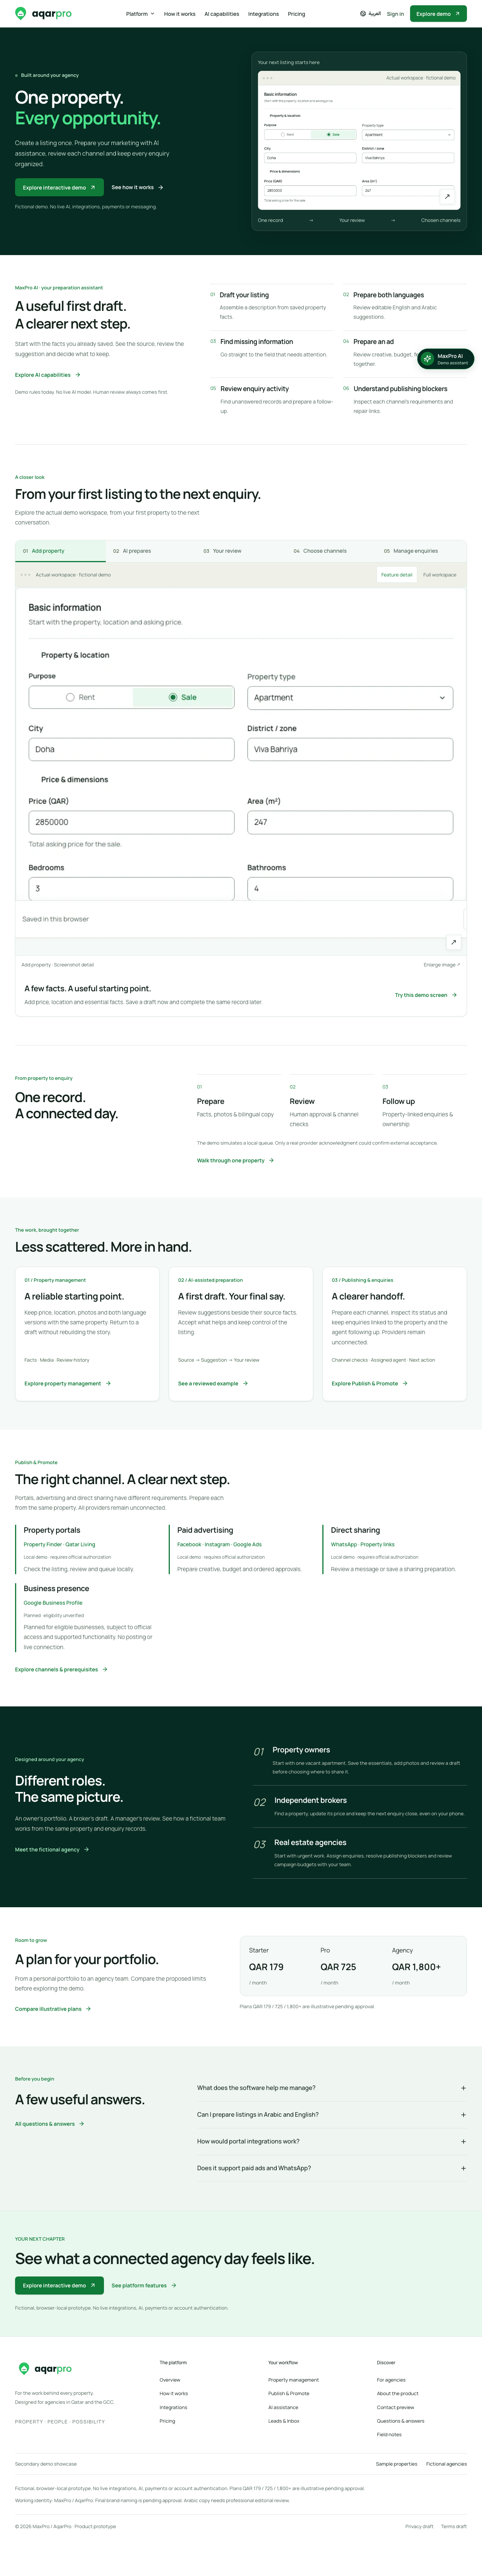 aqarpro
Platform
How it works
AI capabilities
Integrations
Pricing
العربية
Sign in
Explore demo
Built around your agency
One property.
Every opportunity.
Create a listing once. Prepare your marketing with AI
assistance, review each channel and keep every enquiry
organized.
Explore interactive demo
See how it works
Fictional demo. No live AI, integrations, payments or messaging.
Your next listing starts here
Actual workspace · fictional demo
Basic information
Start with the property, location and asking price.
Property & location
Purpose
Property type
Rent
Sale
Apartment
City
District / zone
Doha
Viva Bahriya
Price & dimensions
Price (QAR)
Area (m²)
2850000
247
Total asking price for the sale.
One record
Your review
Chosen channels
MaxPro AI · your preparation assistant
A useful first draft.
A clearer next step.
Start with the facts you already saved. See the source, review the
suggestion and decide what to keep.
Explore AI capabilities
Demo rules today. No live AI model. Human review always comes first.
01 Draft your listing
Assemble a description from saved property
facts.
02 Prepare both languages
Review editable English and Arabic
suggestions.
03 Find missing information
Go straight to the field that needs attention.
04 Prepare an ad
Review creative, budget,
together.
MaxPro AI
Demo assistant
05 Review enquiry activity
Find unanswered records and prepare a follow-
up.
06 Understand publishing blockers
Inspect each channel's requirements and
repair links.
A closer look
From your first listing to the next enquiry.
Explore the actual demo workspace, from your first property to the next
conversation.
01 Add property
02 AI prepares
03 Your review
04 Choose channels
05 Manage enquiries
Actual workspace · fictional demo
Feature detail
Full workspace
Basic information
Start with the property, location and asking price.
Property & location
Purpose
Property type
Rent
Sale
Apartment
City
District / zone
Doha
Viva Bahriya
Price & dimensions
Price (QAR)
Area (m²)
2850000
247
Total asking price for the sale.
Bedrooms
Bathrooms
3
4
Saved in this browser
Add property · Screenshot detail
Enlarge image
A few facts. A useful starting point.
Add price, location and essential facts. Save a draft now and complete the same record later.
Try this demo screen
From property to enquiry
One record.
A connected day.
01
Prepare
Facts, photos & bilingual copy
02
Review
Human approval & channel
checks
03
Follow up
Property-linked enquiries &
ownership
The demo simulates a local queue. Only a real provider acknowledgment could confirm external acceptance.
Walk through one property
The work, brought together
Less scattered. More in hand.
01 / Property management
A reliable starting point.
Keep price, location, photos and both language
versions with the same property. Return to a
draft without rebuilding the story.
Facts · Media · Review history
Explore property management
02 / AI-assisted preparation
A first draft. Your final say.
Review suggestions beside their source facts.
Accept what helps and keep control of the
listing.
Source → Suggestion → Your review
See a reviewed example
03 / Publishing & enquiries
A clearer handoff.
Prepare each channel, inspect its status and
keep enquiries linked to the property and the
agent following up. Providers remain
unconnected.
Channel checks · Assigned agent · Next action
Explore Publish & Promote
Publish & Promote
The right channel. A clear next step.
Portals, advertising and direct sharing have different requirements. Prepare each
from the same property. All providers remain unconnected.
Property portals
Property Finder · Qatar Living
Local demo · requires official authorization
Check the listing, review and queue locally.
Paid advertising
Facebook · Instagram · Google Ads
Local demo · requires official authorization
Prepare creative, budget and ordered approvals.
Direct sharing
WhatsApp · Property links
Local demo · requires official authorization
Review a message or save a sharing preparation.
Business presence
Google Business Profile
Planned · eligibility unverified
Planned for eligible businesses, subject to official
access and supported functionality. No posting or
live connection.
Explore channels & prerequisites
Designed around your agency
Different roles.
The same picture.
An owner's portfolio. A broker's draft. A manager's review. See how a fictional team
works from the same property and enquiry records.
Meet the fictional agency
01 Property owners
Start with one vacant apartment. Save the essentials, add photos and review a draft
before choosing where to share it.
02 Independent brokers
Find a property, update its price and keep the next enquiry close, even on your phone.
03 Real estate agencies
Start with urgent work. Assign enquiries, resolve publishing blockers and review
campaign budgets with your team.
Room to grow
A plan for your portfolio.
From a personal portfolio to an agency team. Compare the proposed limits
before exploring the demo.
Compare illustrative plans
Starter
QAR 179
/ month
Pro
QAR 725
/ month
Agency
QAR 1,800+
/ month
Plans QAR 179 / 725 / 1,800+ are illustrative pending approval.
Before you begin
A few useful answers.
All questions & answers
What does the software help me manage?
Can I prepare listings in Arabic and English?
How would portal integrations work?
Does it support paid ads and WhatsApp?
YOUR NEXT CHAPTER
See what a connected agency day feels like.
Explore interactive demo
See platform features
Fictional, browser-local prototype. No live integrations, AI, payments or account authentication.
aqarpro
For the work behind every property.
Designed for agencies in Qatar and the GCC.
PROPERTY · PEOPLE · POSSIBILITY
The platform
Overview
How it works
Integrations
Pricing
Your workflow
Property management
Publish & Promote
AI assistance
Leads & Inbox
Discover
For agencies
About the product
Contact preview
Questions & answers
Field notes
Secondary demo showcase
Sample properties
Fictional agencies
Fictional, browser-local prototype. No live integrations, AI, payments or account authentication. Plans QAR 179 / 725 / 1,800+ are illustrative pending approval.
Working identity: MaxPro / AqarPro. Final brand naming is pending approval. Arabic copy needs professional editorial review.
© 2026 MaxPro / AqarPro · Product prototype
Privacy draft
Terms draft